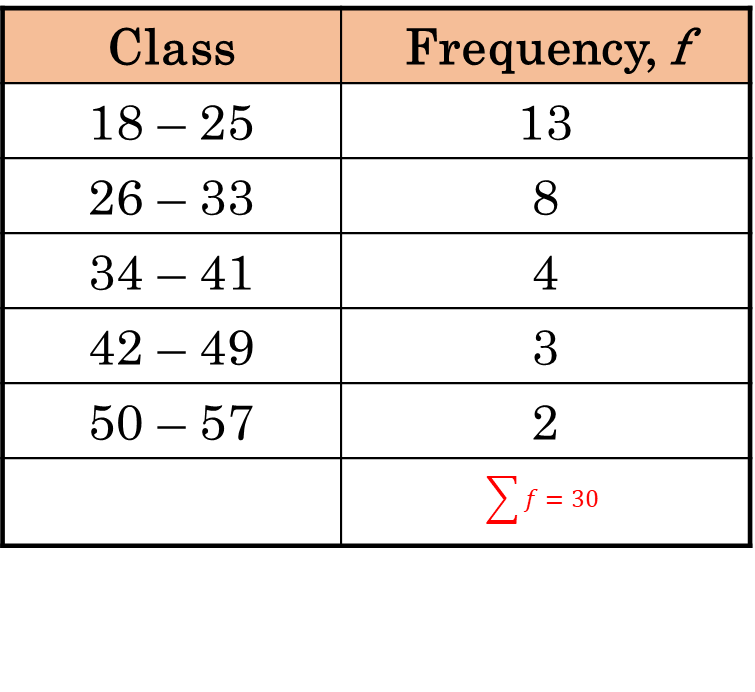 Class Frequency, f
18 – 25 13
26 – 33 8
34 – 41 4
42 – 49 3
50 – 57 2
∑ f = 30